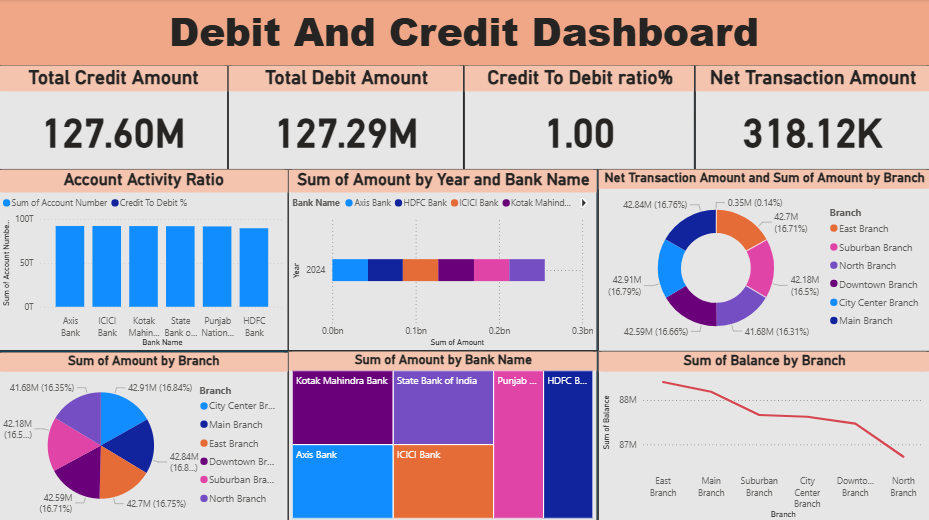 Debit And Credit Dashboard
Total Credit Amount
127.60M
Total Debit Amount
127.29M
Credit To Debit ratio%
1.00
Net Transaction Amount
318.12K
Account Activity Ratio
Sum of Account Number Credit To Debit %
Sum of Account Numbe...
100T
50T
0T
Axis Bank
ICICI Bank
Kotak Mahin...
State Bank o...
Punjab Nation...
HDFC Bank
Bank Name
Sum of Amount by Year and Bank Name
Bank Name Axis Bank HDFC Bank ICICI Bank Kotak Mahind...
Year
2024
0.0bn 0.1bn 0.2bn 0.3bn
Sum of Amount
Net Transaction Amount and Sum of Amount by Branch
42.84M (16.76%)
0.35M (0.14%)
42.7M
(16.71%)
42.91M
(16.79%)
42.18M
(16.5%)
42.59M (16.66%)
41.68M (16.31%)
Branch
East Branch
Suburban Branch
North Branch
Downtown Branch
City Center Branch
Main Branch
Sum of Amount by Branch
41.68M (16.35%)
42.91M (16.84%)
42.18M
(16.5...)
42.84M
(16.8...)
42.59M
(16.71%)
42.7M (16.75%)
Branch
City Center Br...
Main Branch
East Branch
Downtown Br...
Suburban Bra...
North Branch
Sum of Amount by Bank Name
Kotak Mahindra Bank
State Bank of India
Punjab ...
HDFC B...
Axis Bank
ICICI Bank
Sum of Balance by Branch
Sum of Balance
88M
87M
East Branch
Main Branch
Suburban Branch
City Center Branch
Downto... Branch
North Branch
Branch